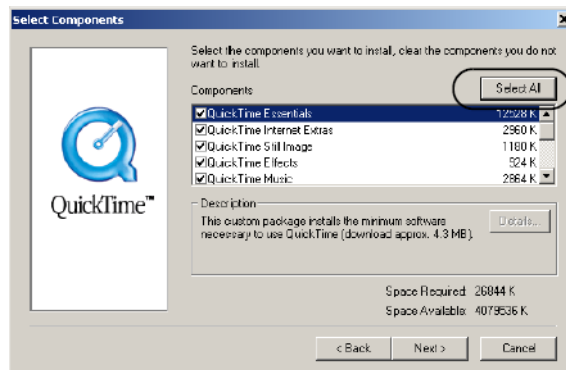 Select Components
Select the components you want to install, clear the components you do not
want to install.
Components
Select All
QuickTime Essentials 12528 K
QuickTime Internet Extras 2960 K
QuickTime Still Image 1180 K
QuickTime Effects 924 K
QuickTime Music 2864 K
QuickTime™
Description
This custom package installs the minimum software
necessary to use QuickTime (download approx. 4.3 MB).
Details...
Space Required: 26844 K
Space Available: 4079536 K
< Back
Next >
Cancel